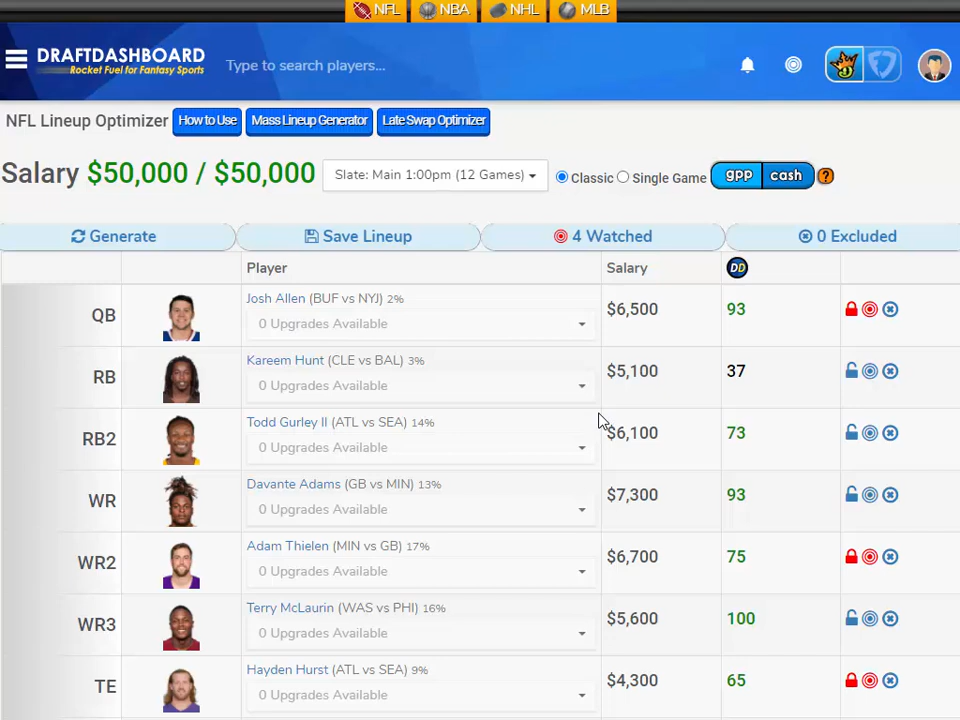 NFL NBA NHL MLB
DRAFTDASHBOARD
Rocket Fuel for Fantasy Sports
Type to search players...
NFL Lineup Optimizer How to Use Mass Lineup Generator Late Swap Optimizer
Salary $50,000 / $50,000 Slate: Main 1:00pm (12 Games) Classic Single Game gpp cash ?
Generate Save Lineup 4 Watched 0 Excluded
Player Salary DD
QB Josh Allen (BUF vs NYJ) 2% $6,500 93
0 Upgrades Available
RB Kareem Hunt (CLE vs BAL) 3% $5,100 37
0 Upgrades Available
RB2 Todd Gurley II (ATL vs SEA) 14% $6,100 73
0 Upgrades Available
WR Davante Adams (GB vs MIN) 13% $7,300 93
0 Upgrades Available
WR2 Adam Thielen (MIN vs GB) 17% $6,700 75
0 Upgrades Available
WR3 Terry McLaurin (WAS vs PHI) 16% $5,600 100
0 Upgrades Available
TE Hayden Hurst (ATL vs SEA) 9% $4,300 65
0 Upgrades Available